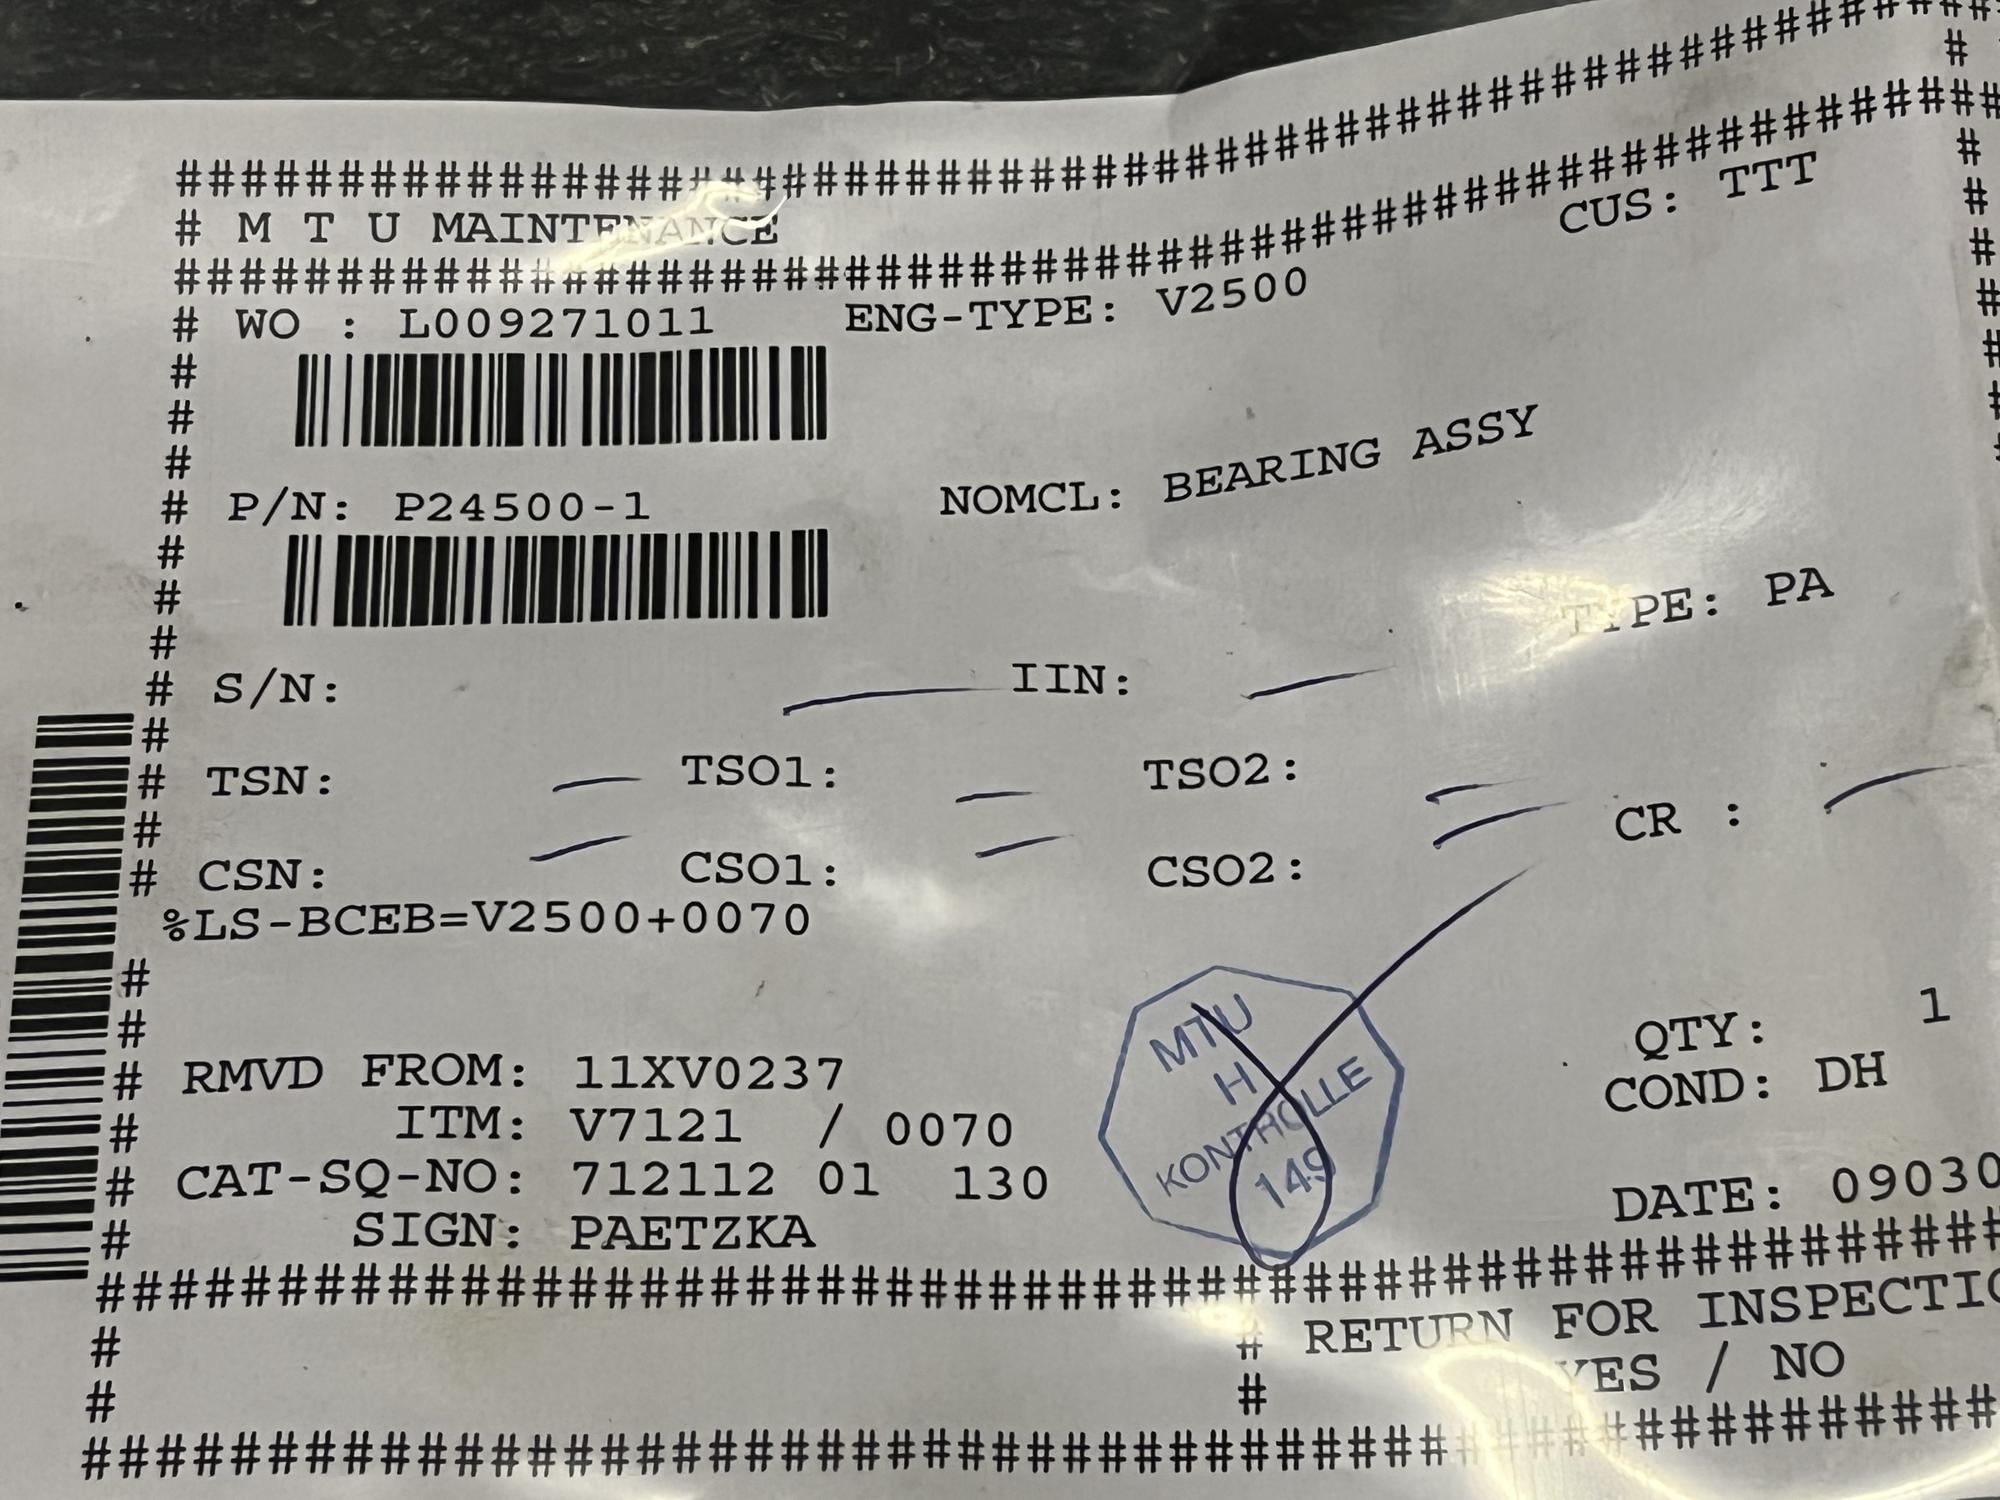 ##########################################################
# M T U MAINTENANCE #
##########################################################
CUS: TTT
# WO : L009271011 ENG-TYPE: V2500
# P/N: P24500-1 NOMCL: BEARING ASSY
TYPE: PA
# S/N: IIN:
# TSN: TSO1: TSO2:
CR :
# CSN: CSO1: CSO2:
%LS-BCEB=V2500+0070
MTU
H
KONTROLLE
149
QTY: 1
# RMVD FROM: 11XV0237 COND: DH
# ITM: V7121 / 0070
# CAT-SQ-NO: 712112 01 130 DATE: 09030
# SIGN: PAETZKA
##########################################################
# # RETURN FOR INSPECTIO
YES / NO
# #
##########################################################